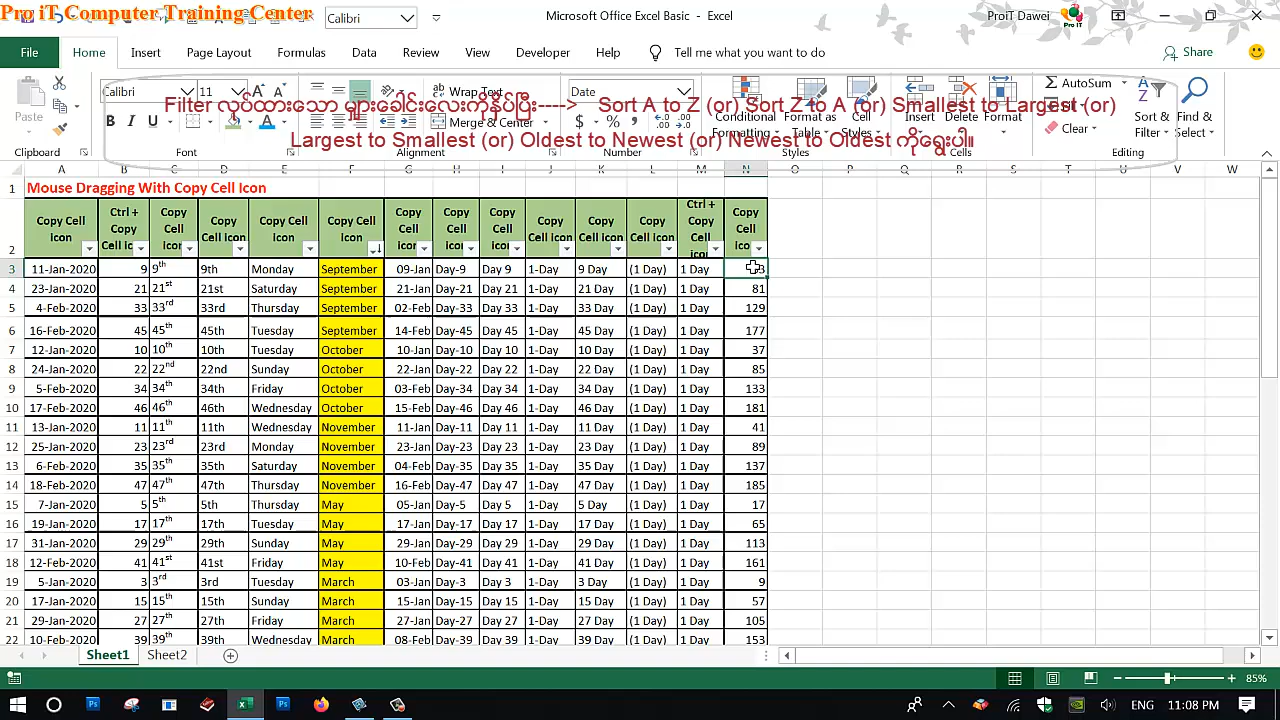 Pro iT Computer Training Center
Calibri
Microsoft Office Excel Basic - Excel
ProiT Dawei
File Home Insert Page Layout Formulas Data Review View Developer Help Tell me what you want to do Share
Paste Calibri 11 Wrap Text Date Conditional Format as Cell Insert Delete Format AutoSum Sort & Find &
Filter လုပ်ထားသော မှားခေါင်းလေးကိုနှိပ်ပြီး----> Sort A to Z (or) Sort Z to A (or) Smallest to Largest (or)
B I U A Merge & Center $ % Formatting Table Styles Clear Filter Select
Largest to Smallest (or) Oldest to Newest (or) Newest to Oldest ကိုရွေးပါ။
Clipboard Font Alignment Number Styles Cells Editing
A B C D E F G H I J K L M N O P Q R S T U V W
1 Mouse Dragging With Copy Cell Icon
2 Copy Cell Icon Ctrl + Copy Cell Icon Copy Cell Icon Copy Cell Icon Copy Cell Icon Copy Cell Icon Copy Cell Icon Copy Cell Icon Copy Cell Icon Copy Cell Icon Copy Cell Icon Copy Cell Icon Ctrl + Copy Cell icon Copy Cell Icon
3 11-Jan-2020 9 9th 9th Monday September 09-Jan Day-9 Day 9 1-Day 9 Day (1 Day) 1 Day
4 23-Jan-2020 21 21st 21st Saturday September 21-Jan Day-21 Day 21 1-Day 21 Day (1 Day) 1 Day 81
5 4-Feb-2020 33 33rd 33rd Thursday September 02-Feb Day-33 Day 33 1-Day 33 Day (1 Day) 1 Day 129
6 16-Feb-2020 45 45th 45th Tuesday September 14-Feb Day-45 Day 45 1-Day 45 Day (1 Day) 1 Day 177
7 12-Jan-2020 10 10th 10th Tuesday October 10-Jan Day-10 Day 10 1-Day 10 Day (1 Day) 1 Day 37
8 24-Jan-2020 22 22nd 22nd Sunday October 22-Jan Day-22 Day 22 1-Day 22 Day (1 Day) 1 Day 85
9 5-Feb-2020 34 34th 34th Friday October 03-Feb Day-34 Day 34 1-Day 34 Day (1 Day) 1 Day 133
10 17-Feb-2020 46 46th 46th Wednesday October 15-Feb Day-46 Day 46 1-Day 46 Day (1 Day) 1 Day 181
11 13-Jan-2020 11 11th 11th Wednesday November 11-Jan Day-11 Day 11 1-Day 11 Day (1 Day) 1 Day 41
12 25-Jan-2020 23 23rd 23rd Monday November 23-Jan Day-23 Day 23 1-Day 23 Day (1 Day) 1 Day 89
13 6-Feb-2020 35 35th 35th Saturday November 04-Feb Day-35 Day 35 1-Day 35 Day (1 Day) 1 Day 137
14 18-Feb-2020 47 47th 47th Thursday November 16-Feb Day-47 Day 47 1-Day 47 Day (1 Day) 1 Day 185
15 7-Jan-2020 5 5th 5th Thursday May 05-Jan Day-5 Day 5 1-Day 5 Day (1 Day) 1 Day 17
16 19-Jan-2020 17 17th 17th Tuesday May 17-Jan Day-17 Day 17 1-Day 17 Day (1 Day) 1 Day 65
17 31-Jan-2020 29 29th 29th Sunday May 29-Jan Day-29 Day 29 1-Day 29 Day (1 Day) 1 Day 113
18 12-Feb-2020 41 41st 41st Friday May 10-Feb Day-41 Day 41 1-Day 41 Day (1 Day) 1 Day 161
19 5-Jan-2020 3 3rd 3rd Tuesday March 03-Jan Day-3 Day 3 1-Day 3 Day (1 Day) 1 Day 9
20 17-Jan-2020 15 15th 15th Sunday March 15-Jan Day-15 Day 15 1-Day 15 Day (1 Day) 1 Day 57
21 29-Jan-2020 27 27th 27th Friday March 27-Jan Day-27 Day 27 1-Day 27 Day (1 Day) 1 Day 105
22 10-Feb-2020 39 39th 39th Wednesday March 08-Feb Day-39 Day 39 1-Day 39 Day (1 Day) 1 Day 153
Sheet1 Sheet2
85%
ENG 11:08 PM